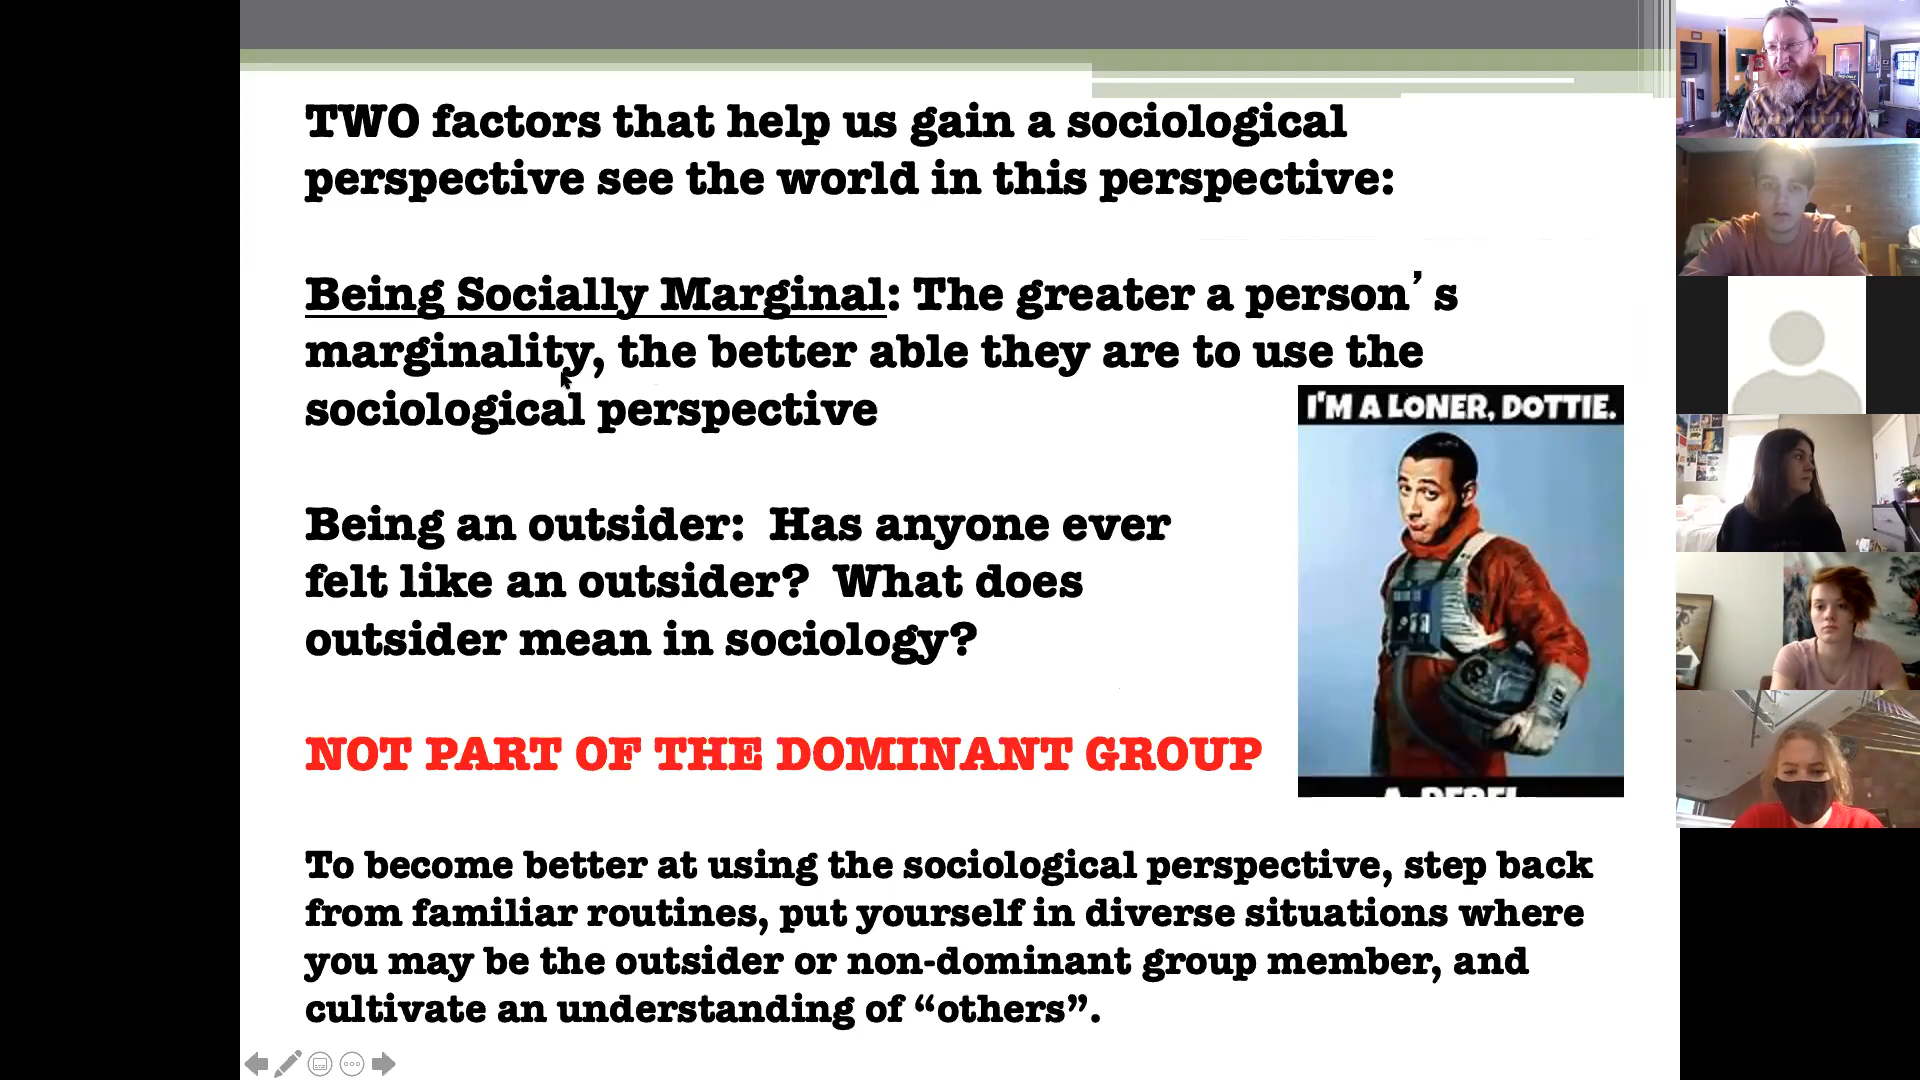 TWO factors that help us gain a sociological
perspective see the world in this perspective:
Being Socially Marginal: The greater a person’s
marginality, the better able they are to use the
sociological perspective
I'M A LONER, DOTTIE.
Being an outsider: Has anyone ever
felt like an outsider? What does
outsider mean in sociology?
NOT PART OF THE DOMINANT GROUP
To become better at using the sociological perspective, step back
from familiar routines, put yourself in diverse situations where
you may be the outsider or non-dominant group member, and
cultivate an understanding of “others”.